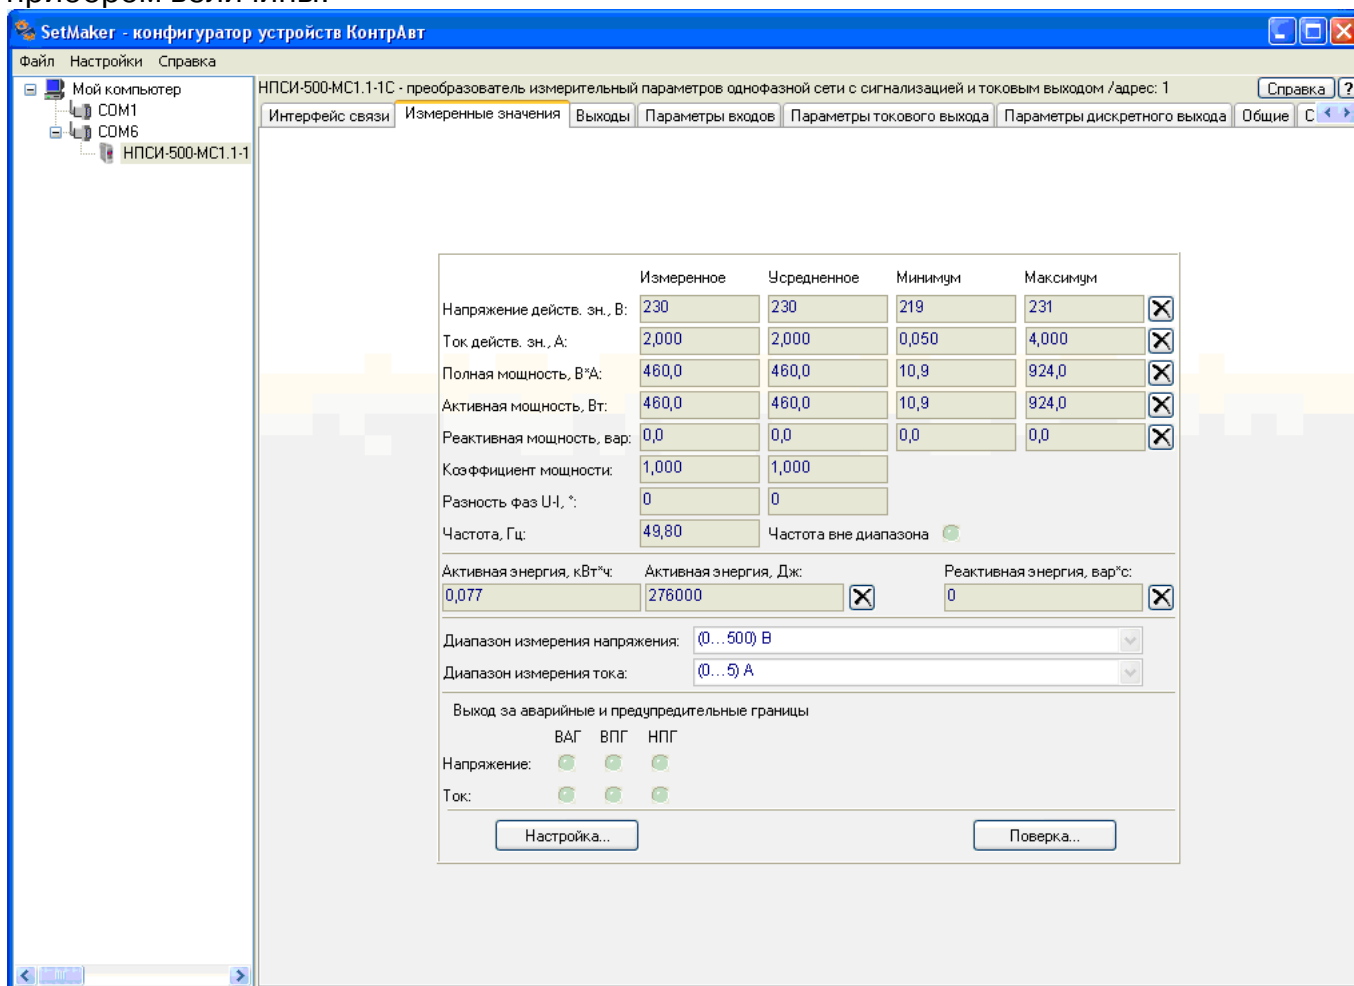 прибором величины.
SetMaker - конфигуратор устройств КонтрАвт
Файл Настройки Справка
Мой компьютер
COM1
COM6
НПСИ-500-МС1.1-1
НПСИ-500-МС1.1-1С - преобразователь измерительный параметров однофазной сети с сигнализацией и токовым выходом /адрес: 1 Справка ?
Интерфейс связи Измеренные значения Выходы Параметры входов Параметры токового выхода Параметры дискретного выхода Общие С
Измеренное Усредненное Минимум Максимум
Напряжение действ. зн., В: 230 230 219 231
Ток действ. зн., А: 2,000 2,000 0,050 4,000
Полная мощность, В*А: 460,0 460,0 10,9 924,0
Активная мощность, Вт: 460,0 460,0 10,9 924,0
Реактивная мощность, вар: 0,0 0,0 0,0 0,0
Коэффициент мощности: 1,000 1,000
Разность фаз U-I, °: 0 0
Частота, Гц: 49,80 Частота вне диапазона
Активная энергия, кВт*ч: Активная энергия, Дж: Реактивная энергия, вар*с:
0,077 276000 0
Диапазон измерения напряжения: (0...500) В
Диапазон измерения тока: (0...5) А
Выход за аварийные и предупредительные границы
ВАГ ВПГ НПГ
Напряжение:
Ток:
Настройка... Поверка...